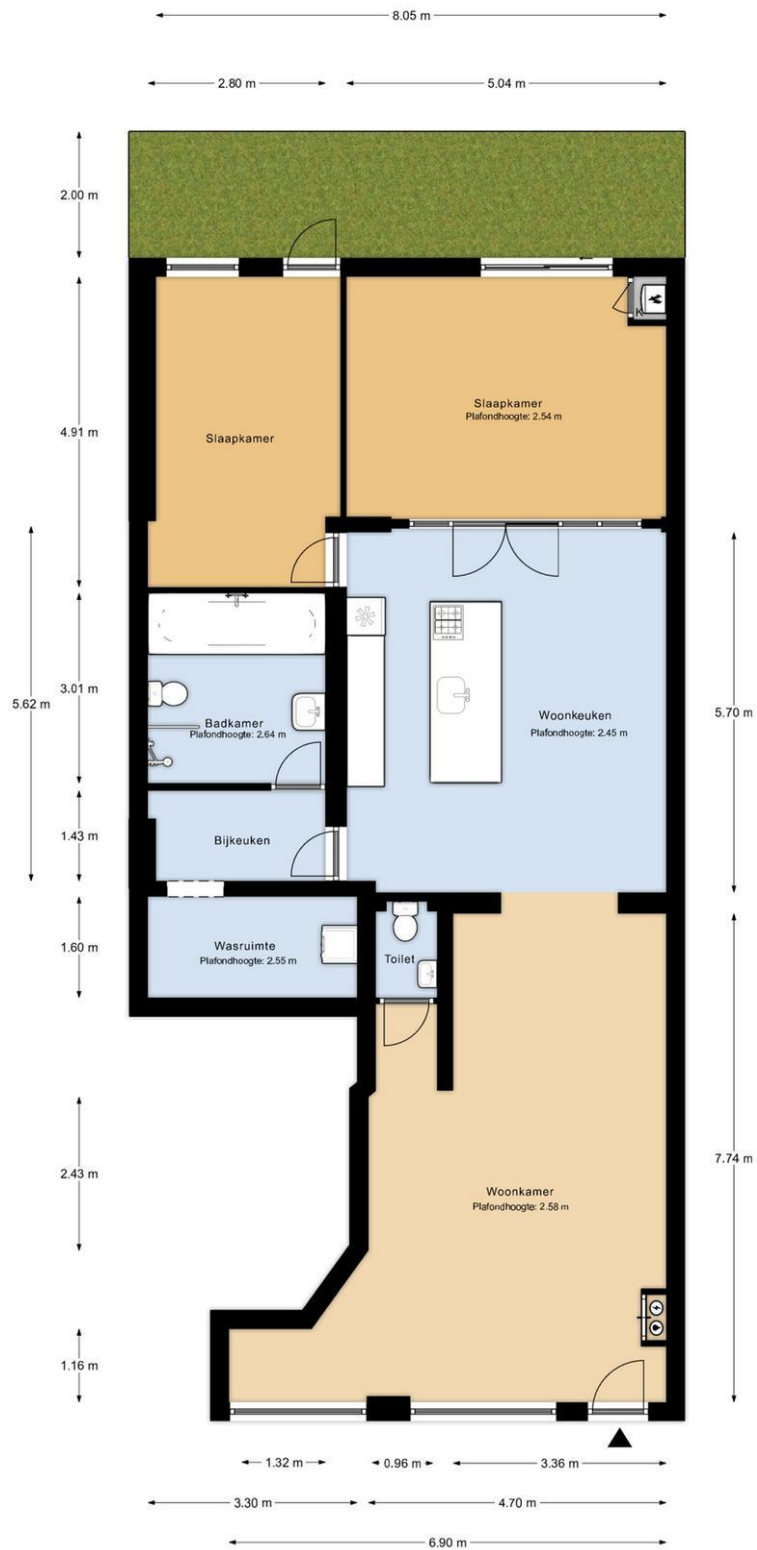 8.05 m
2.80 m
5.04 m
2.00 m
K
4.91 m
Slaapkamer
Plafondhoogte: 2.54 m
Slaapkamer
5.62 m
3.01 m
Badkamer
Plafondhoogte: 2.64 m
Woonkeuken
Plafondhoogte: 2.45 m
5.70 m
1.43 m
Bijkeuken
1.60 m
Wasruimte
Plafondhoogte: 2.55 m
Toilet
2.43 m
7.74 m
Woonkamer
Plafondhoogte: 2.58 m
1.16 m
1.32 m
0.96 m
3.36 m
3.30 m
4.70 m
6.90 m